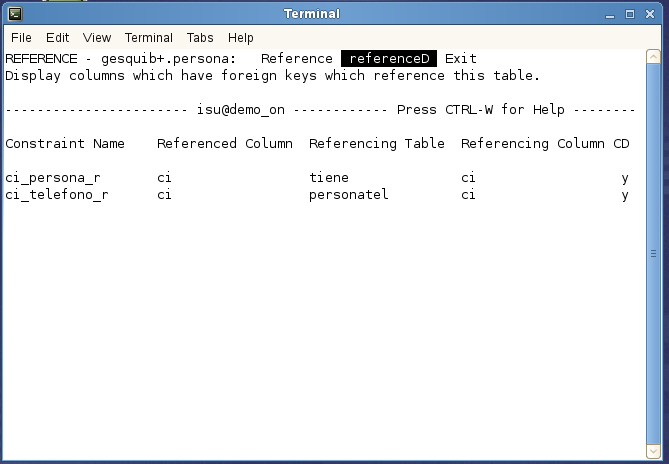 Terminal
File Edit View Terminal Tabs Help
REFERENCE - gesquib+.persona: Reference referenceD Exit
Display columns which have foreign keys which reference this table.
----------------------- isu@demo_on ------------ Press CTRL-W for Help --------
Constraint Name Referenced Column Referencing Table Referencing Column CD
ci_persona_r ci tiene ci y
ci_telefono_r ci personatel ci y